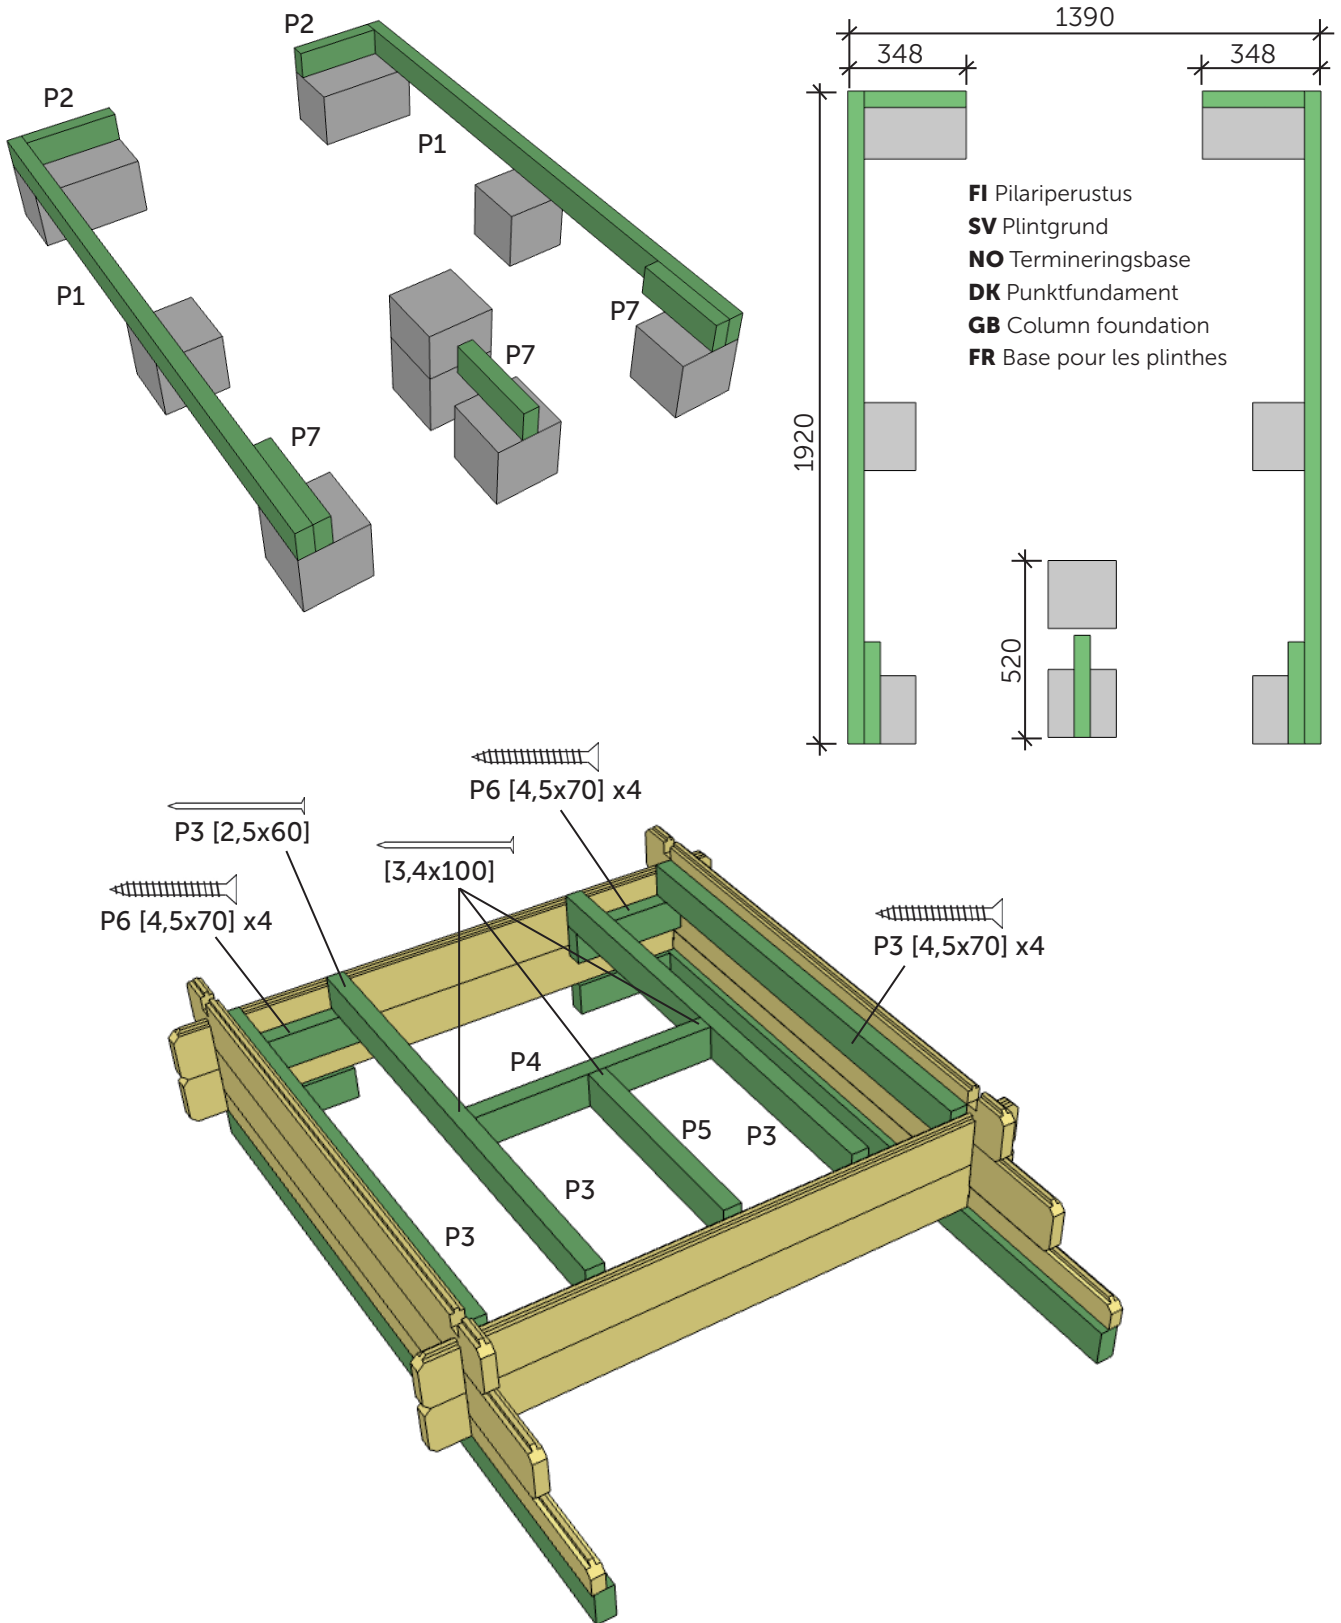 P2
P2
P1
P1
P7
P7
P7
1390
348
348
1920
520
FI Pilariperustus
SV Plintgrund
NO Termineringsbase
DK Punktfundament
GB Column foundation
FR Base pour les plinthes
P6 [4,5x70] x4
P3 [2,5x60]
[3,4x100]
P6 [4,5x70] x4
P3 [4,5x70] x4
P4
P5
P3
P3
P3